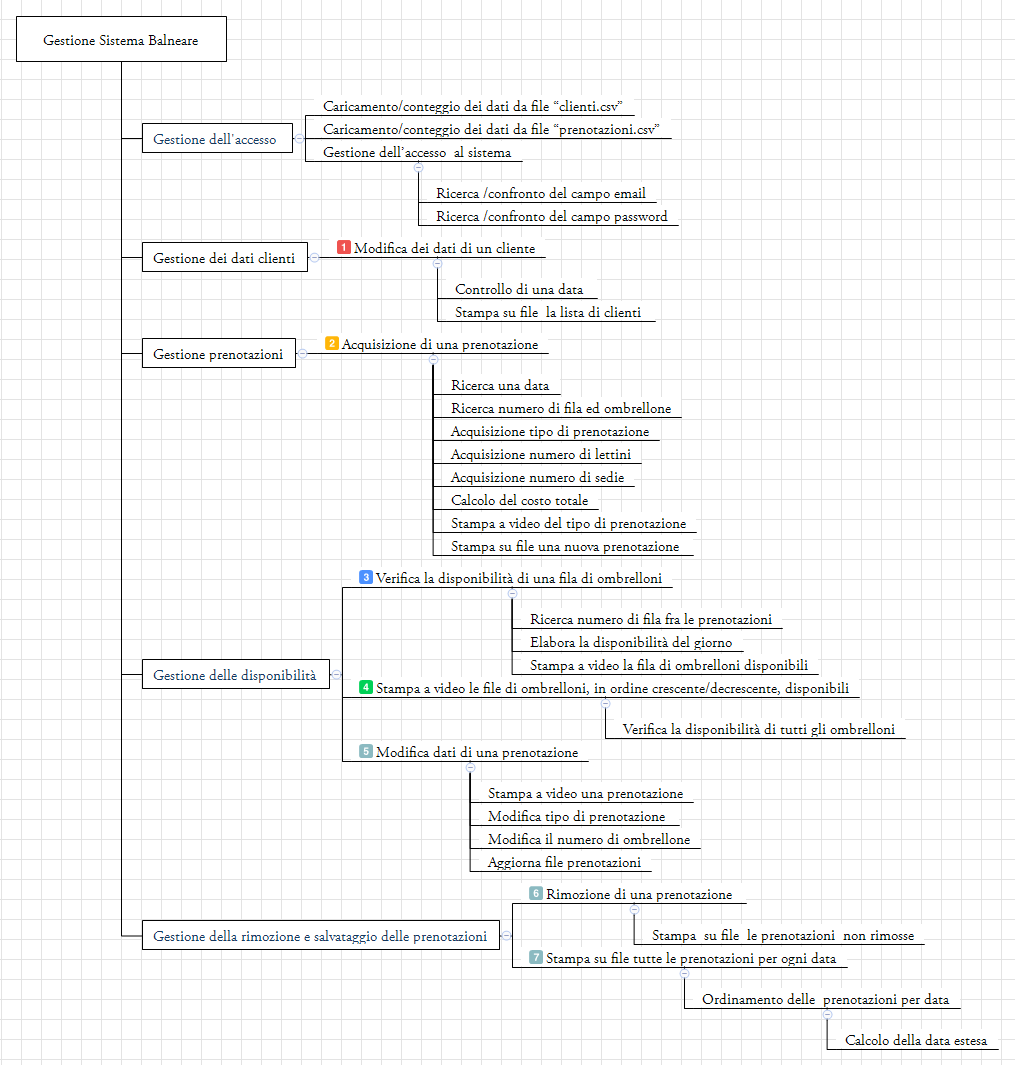 Gestione Sistema Balneare
Caricamento/conteggio dei dati da file “clienti.csv”
Caricamento/conteggio dei dati da file “prenotazioni.csv”
Gestione dell'accesso
Gestione dell’accesso al sistema
Ricerca /confronto del campo email
Ricerca /confronto del campo password
Gestione dei dati clienti
1 Modifica dei dati di un cliente
Controllo di una data
Stampa su file la lista di clienti
Gestione prenotazioni
2 Acquisizione di una prenotazione
Ricerca una data
Ricerca numero di fila ed ombrellone
Acquisizione tipo di prenotazione
Acquisizione numero di lettini
Acquisizione numero di sedie
Calcolo del costo totale
Stampa a video del tipo di prenotazione
Stampa su file una nuova prenotazione
3 Verifica la disponibilità di una fila di ombrelloni
Ricerca numero di fila fra le prenotazioni
Elabora la disponibilità del giorno
Stampa a video la fila di ombrelloni disponibili
Gestione delle disponibilità
4 Stampa a video le file di ombrelloni, in ordine crescente/decrescente, disponibili
Verifica la disponibilità di tutti gli ombrelloni
5 Modifica dati di una prenotazione
Stampa a video una prenotazione
Modifica tipo di prenotazione
Modifica il numero di ombrellone
Aggiorna file prenotazioni
6 Rimozione di una prenotazione
Gestione della rimozione e salvataggio delle prenotazioni
Stampa su file le prenotazioni non rimosse
7 Stampa su file tutte le prenotazioni per ogni data
Ordinamento delle prenotazioni per data
Calcolo della data estesa